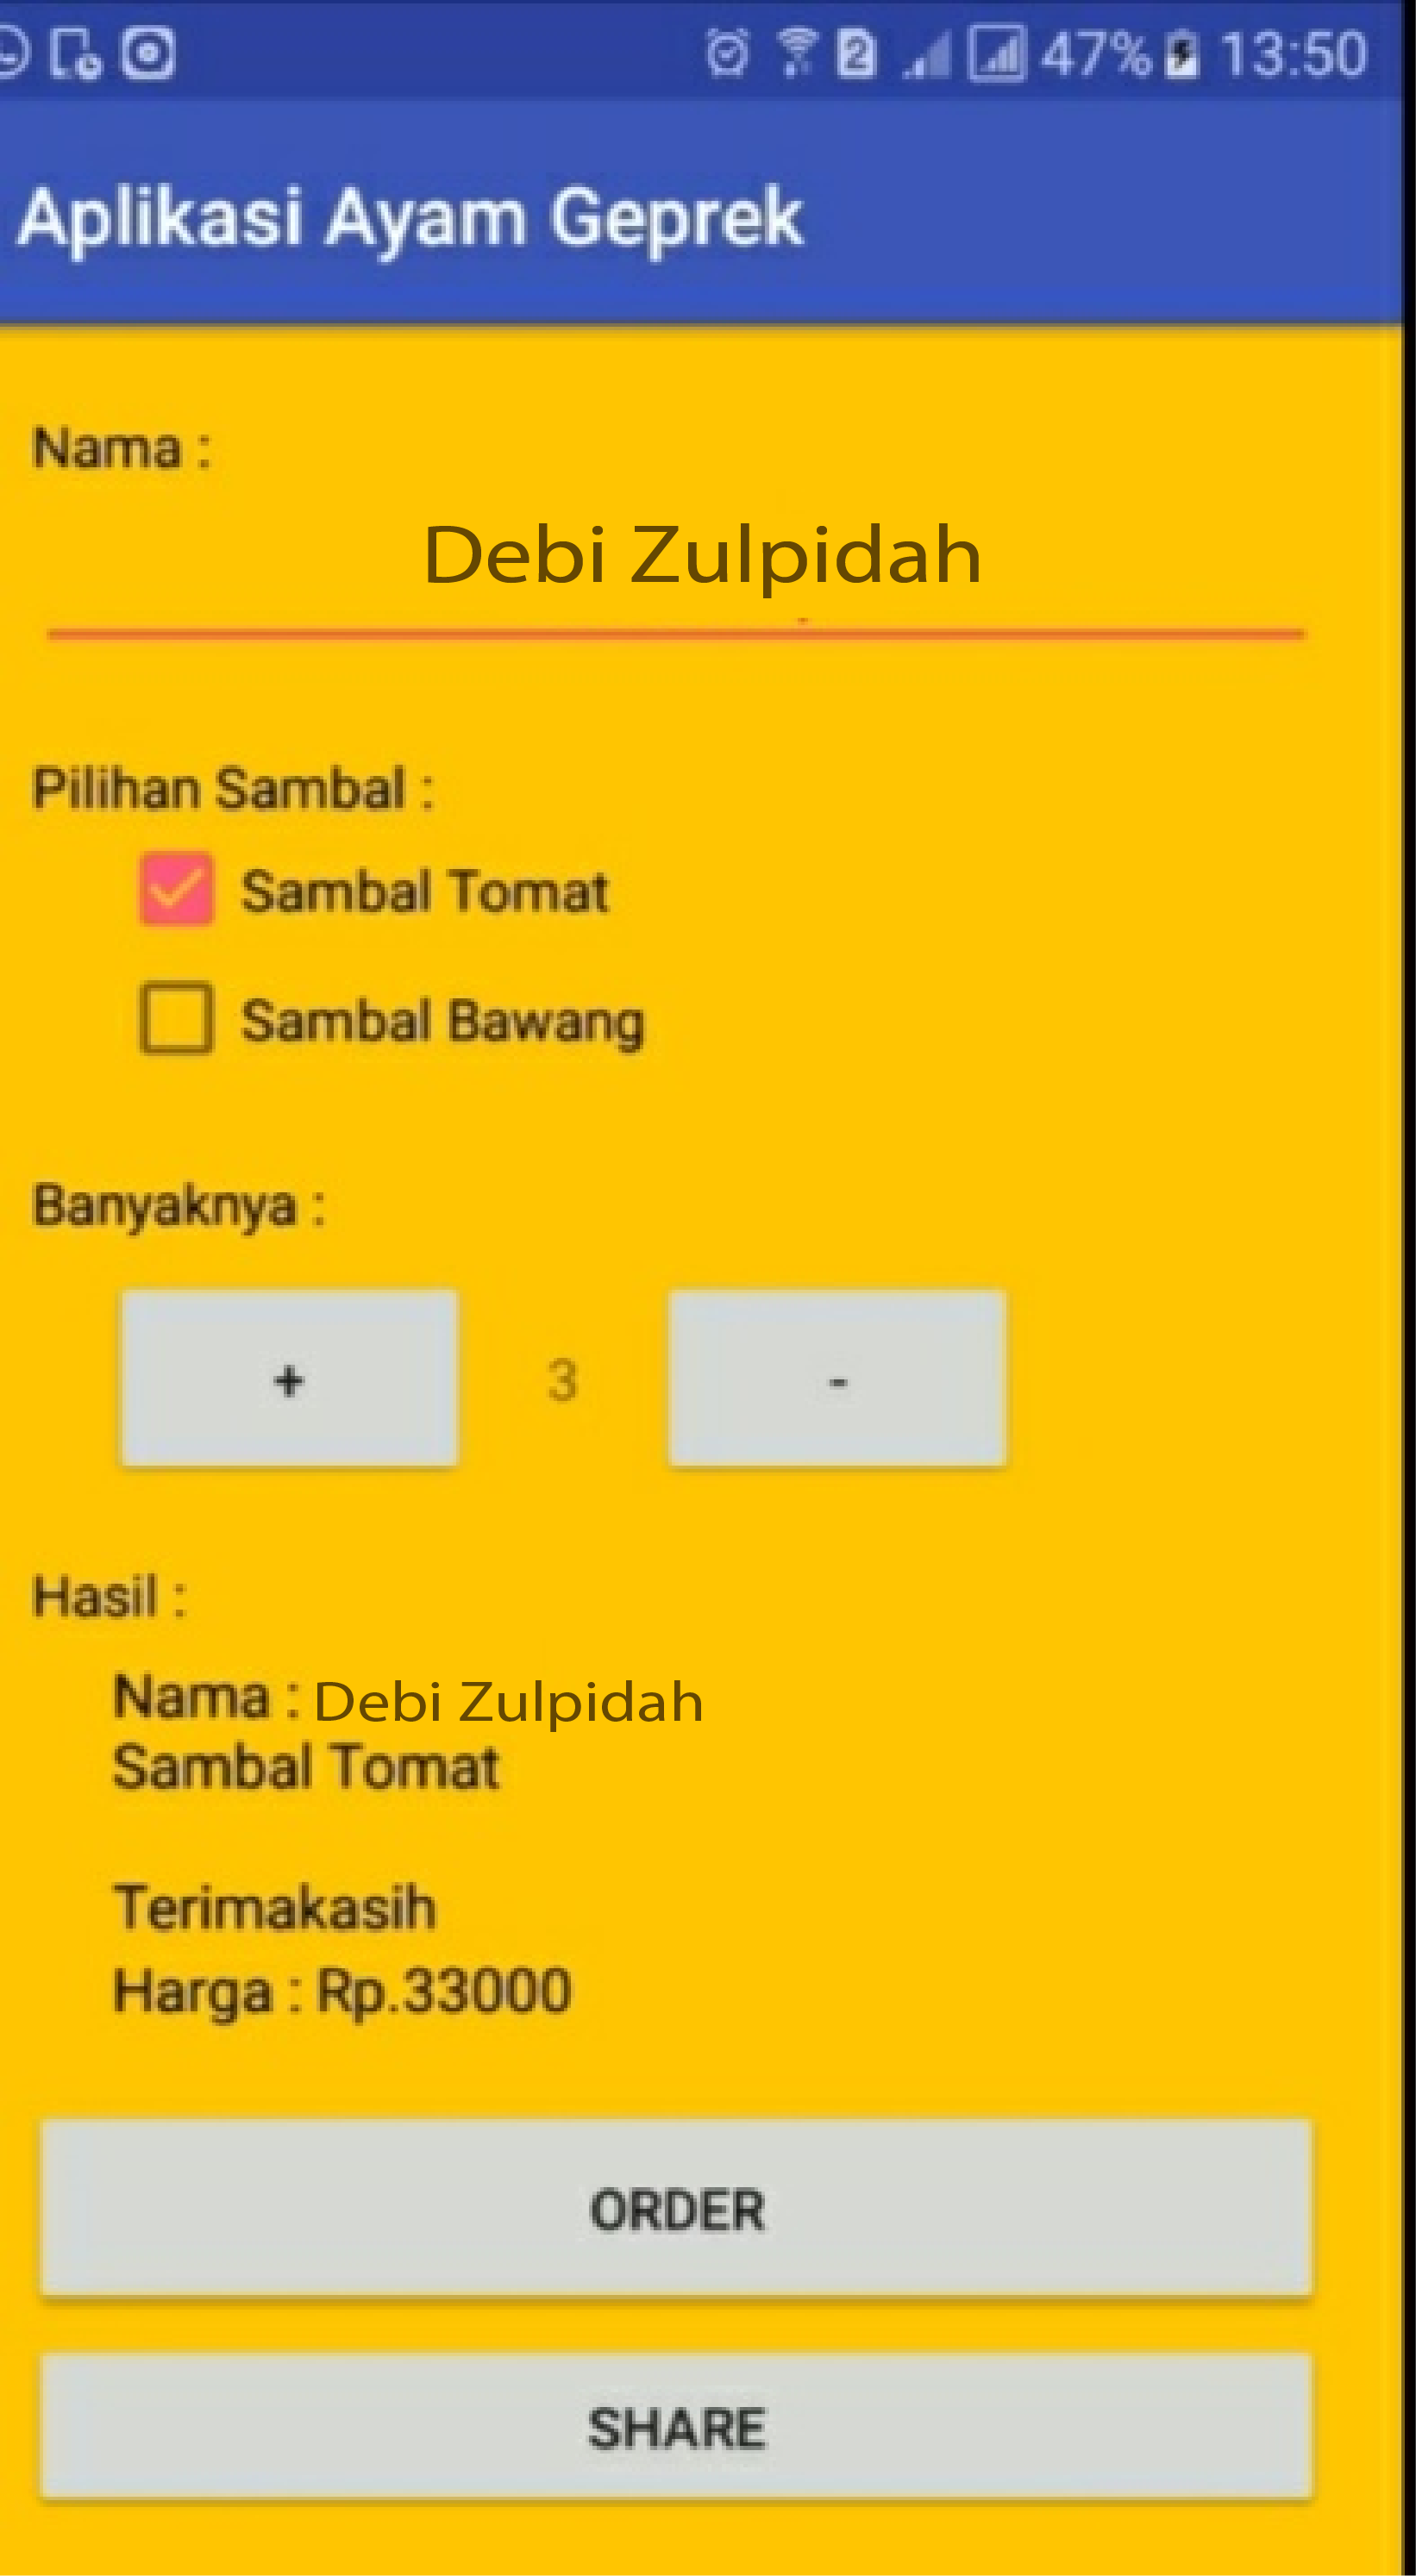 47% 13:50
Aplikasi Ayam Geprek
Nama :
Debi Zulpidah
Pilihan Sambal :
Sambal Tomat
Sambal Bawang
Banyaknya :
+ 3 -
Hasil :
Nama : Debi Zulpidah
Sambal Tomat
Terimakasih
Harga : Rp.33000
ORDER
SHARE